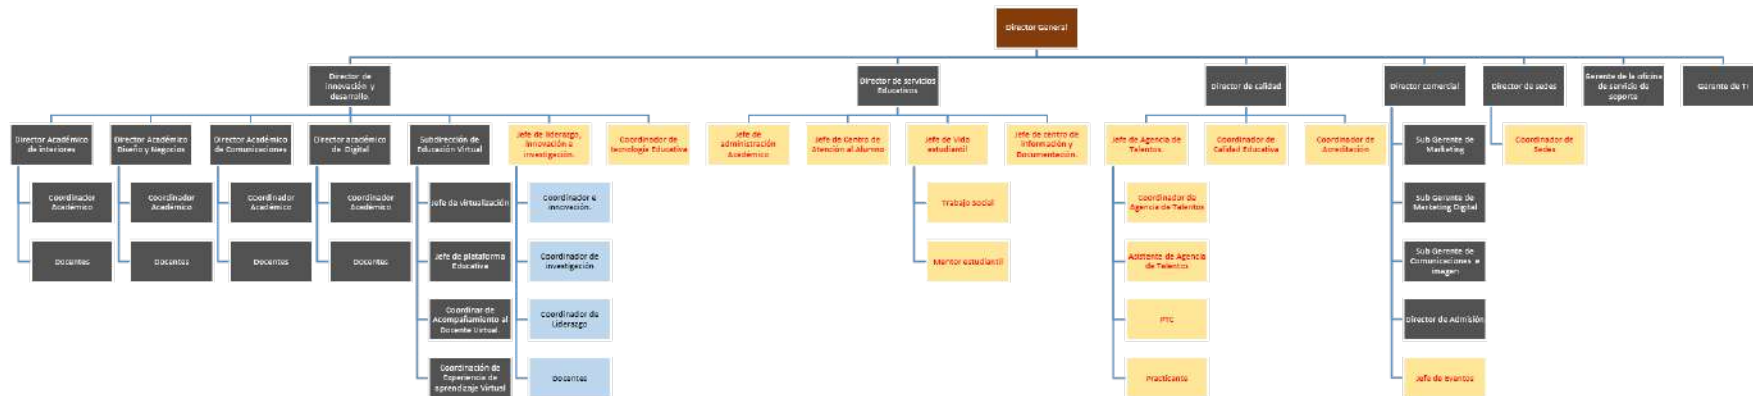 Director General
Director de
innovación y
desarrollo.
Director de servicios
Educativos
Director de calidad
Director comercial
Director de sedes
Gerente de la oficina
de servicio de
soporte
Gerante de TI
Director Académico
de interiores
Director Académico
Diseño y Negocios
Director Académico
de Comunicaciones
Director académico
de Digital
Subdirección de
Educación Virtual
Jefe de liderazgo,
innovación e
investigación.
Coordinador de
tecnología Educativa
Jefe de
administración
Académico
Jefe de Centro de
Atención al Alumno
Jefe de Vida
estudiantil
Jefe de centro de
información y
Documentación.
Jefe de Agencia de
Talentos.
Coordinador de
Calidad Educativa
Coordinador de
Acreditación
Sub Gerente de
Marketing
Coordinador de
Sedes
Coordinador
Académico
Coordinador
Académico
Coordinador
Académico
Coordinador
Académico
Jefe de virtualización
Coordinador e
innovación.
Trabajo Social
Coordinador de
Agencia de Talentos
Sub Gerente de
Marketing Digital
Docentes
Docentes
Docentes
Docentes
Jefe de plataforma
Educativa
Coordinador de
investigación
Mentor estudiantil
Asistente de Agencia
de Talentos
Sub Gerente de
Comunicaciones e
imagen
Coordinar de
Acompañamiento al
Docente Virtual.
Coordinador de
Liderazgo
PTC
Director de Admisión
Coordinación de
Experiencia de
aprendizaje Virtual
Docentes
Practicante
Jefe de Eventos